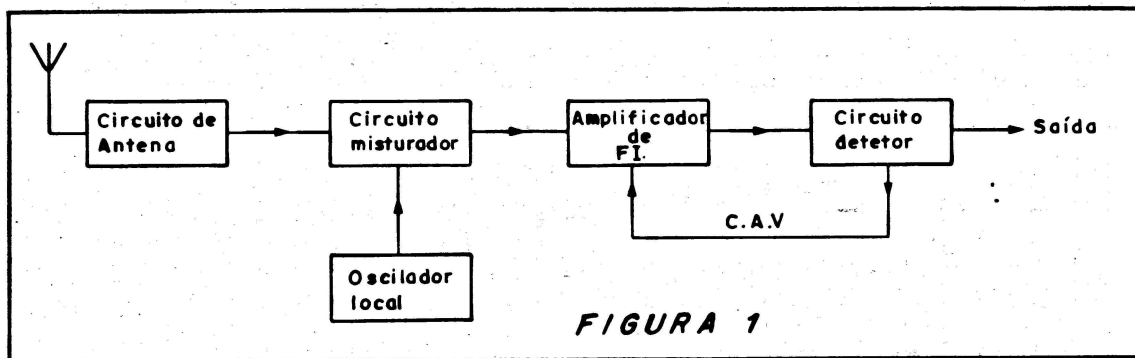 Circuito de
Antena
Circuito
misturador
Amplificador
de
FI.
Circuito
detetor
Saída
C.A.V
Oscilador
local
FIGURA 1